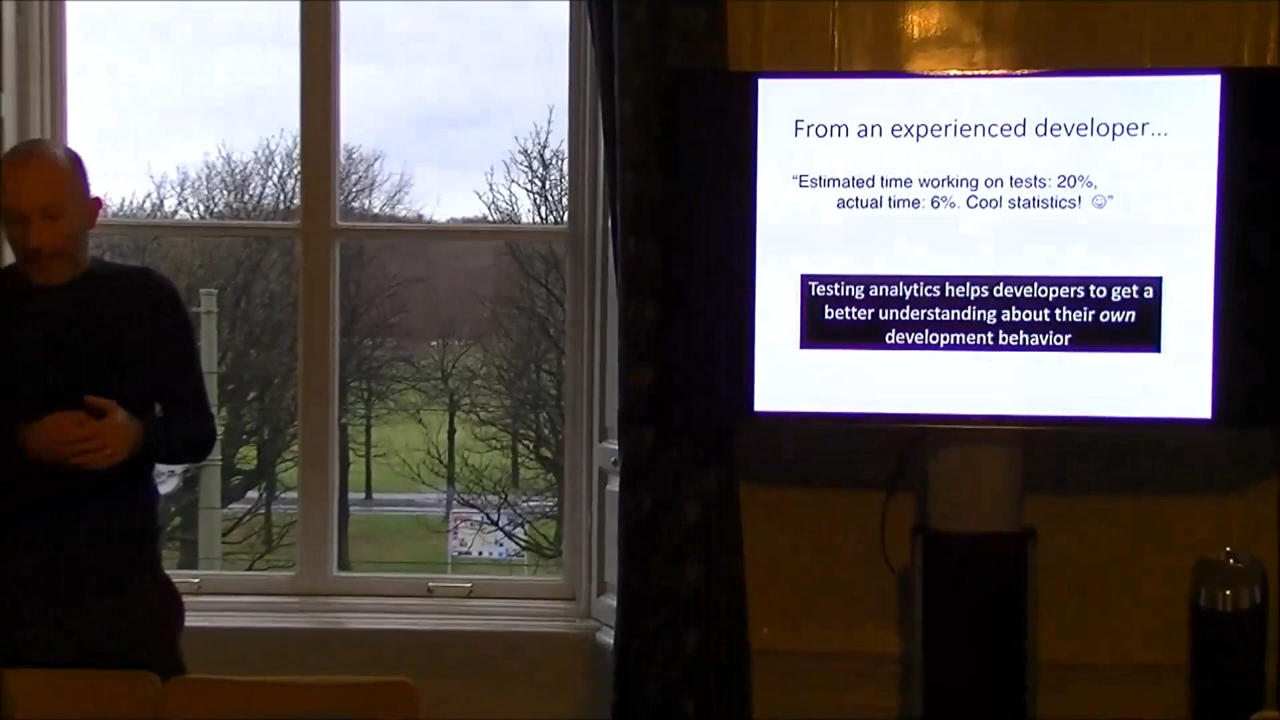 From an experienced developer...
“Estimated time working on tests: 20%,
actual time: 6%. Cool statistics! ☺”
Testing analytics helps developers to get a
better understanding about their own
development behavior